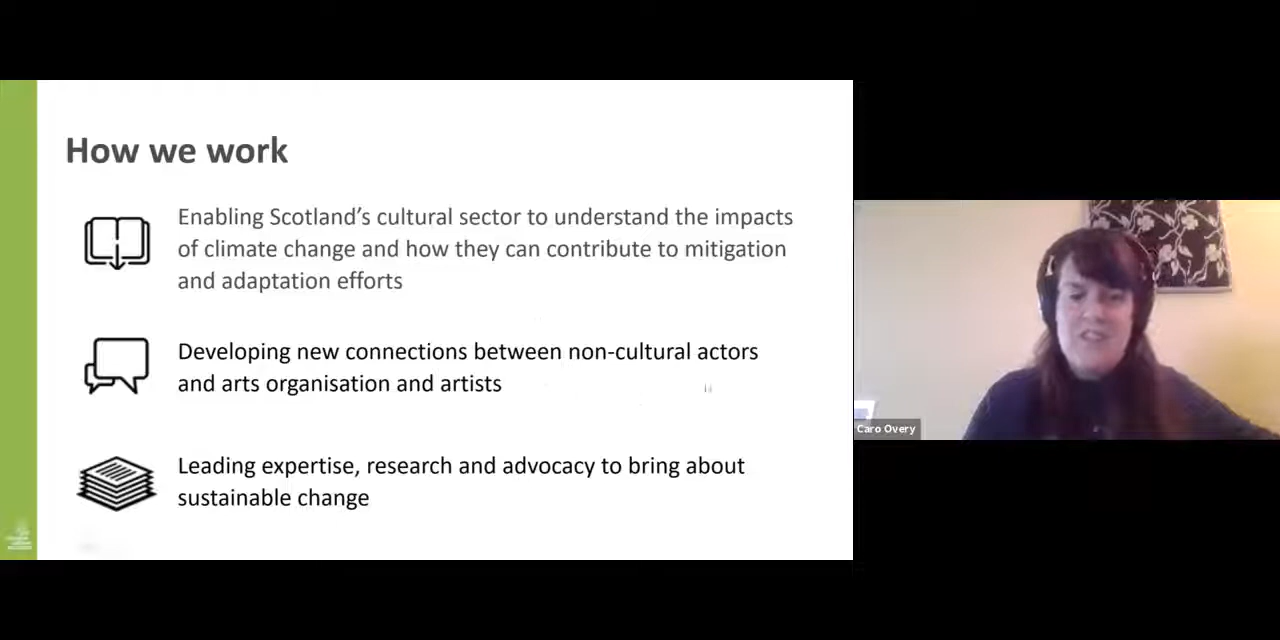 How we work
Enabling Scotland's cultural sector to understand the impacts
of climate change and how they can contribute to mitigation
and adaptation efforts
Developing new connections between non-cultural actors
and arts organisation and artists
Leading expertise, research and advocacy to bring about
sustainable change
Caro Overy